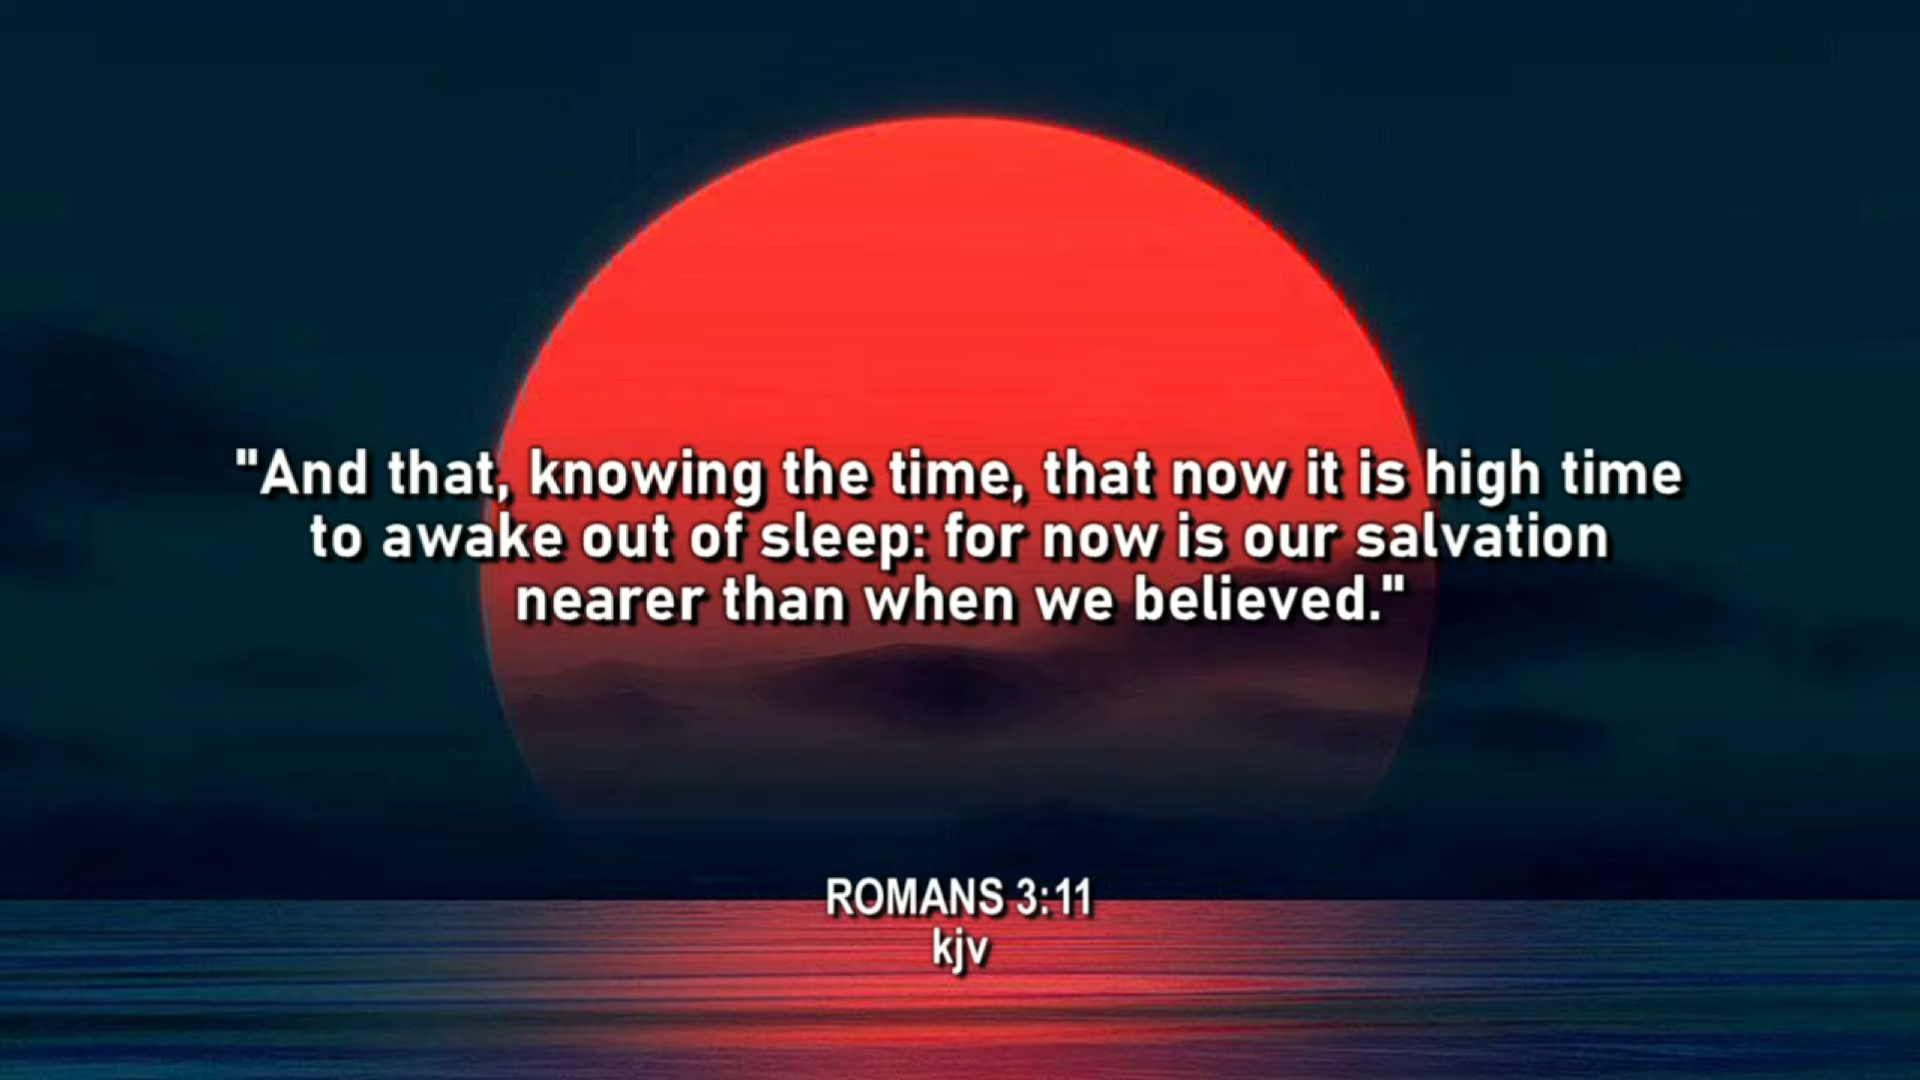 "And that, knowing the time, that now it is high time
to awake out of sleep: for now is our salvation
nearer than when we believed."
ROMANS 3:11
kjv